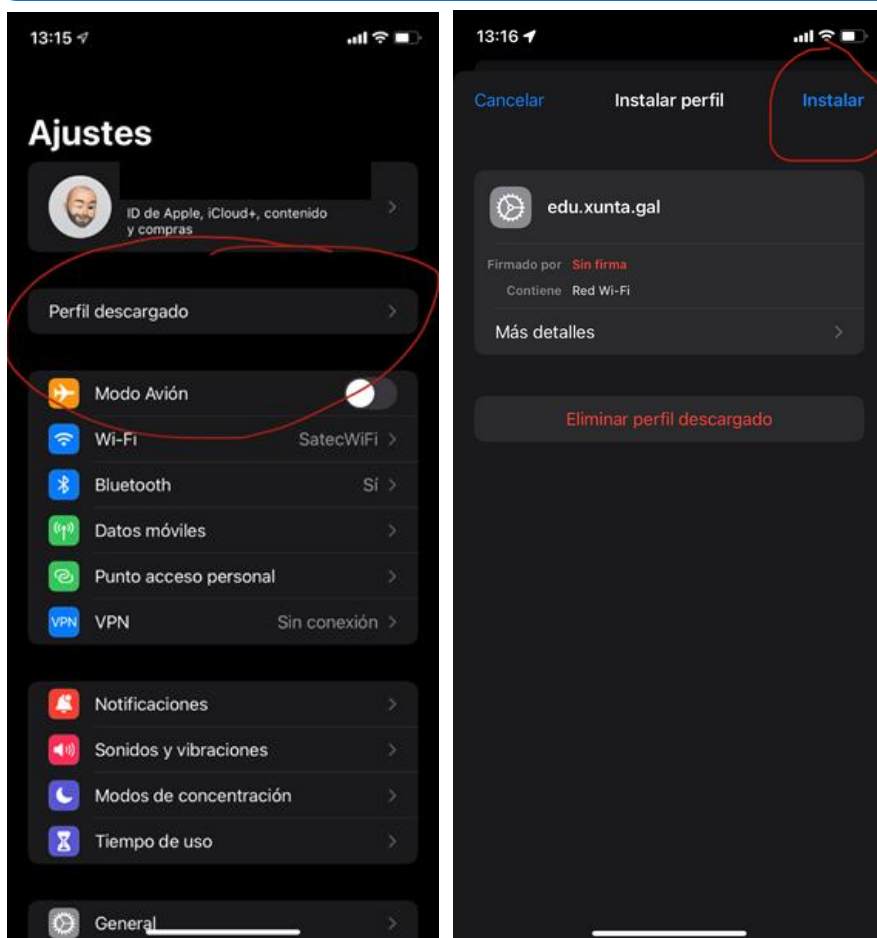 13:15
Ajustes
ID de Apple, iCloud+, contenido
y compras
Perfil descargado
Modo Avión
Wi-Fi SatecWiFi
Bluetooth Sí
Datos móviles
Punto acceso personal
VPN VPN Sin conexión
Notificaciones
Sonidos y vibraciones
Modos de concentración
Tiempo de uso
General
13:16
Cancelar Instalar perfil Instalar
edu.xunta.gal
Firmado por Sin firma
Contiene Red Wi-Fi
Más detalles
Eliminar perfil descargado